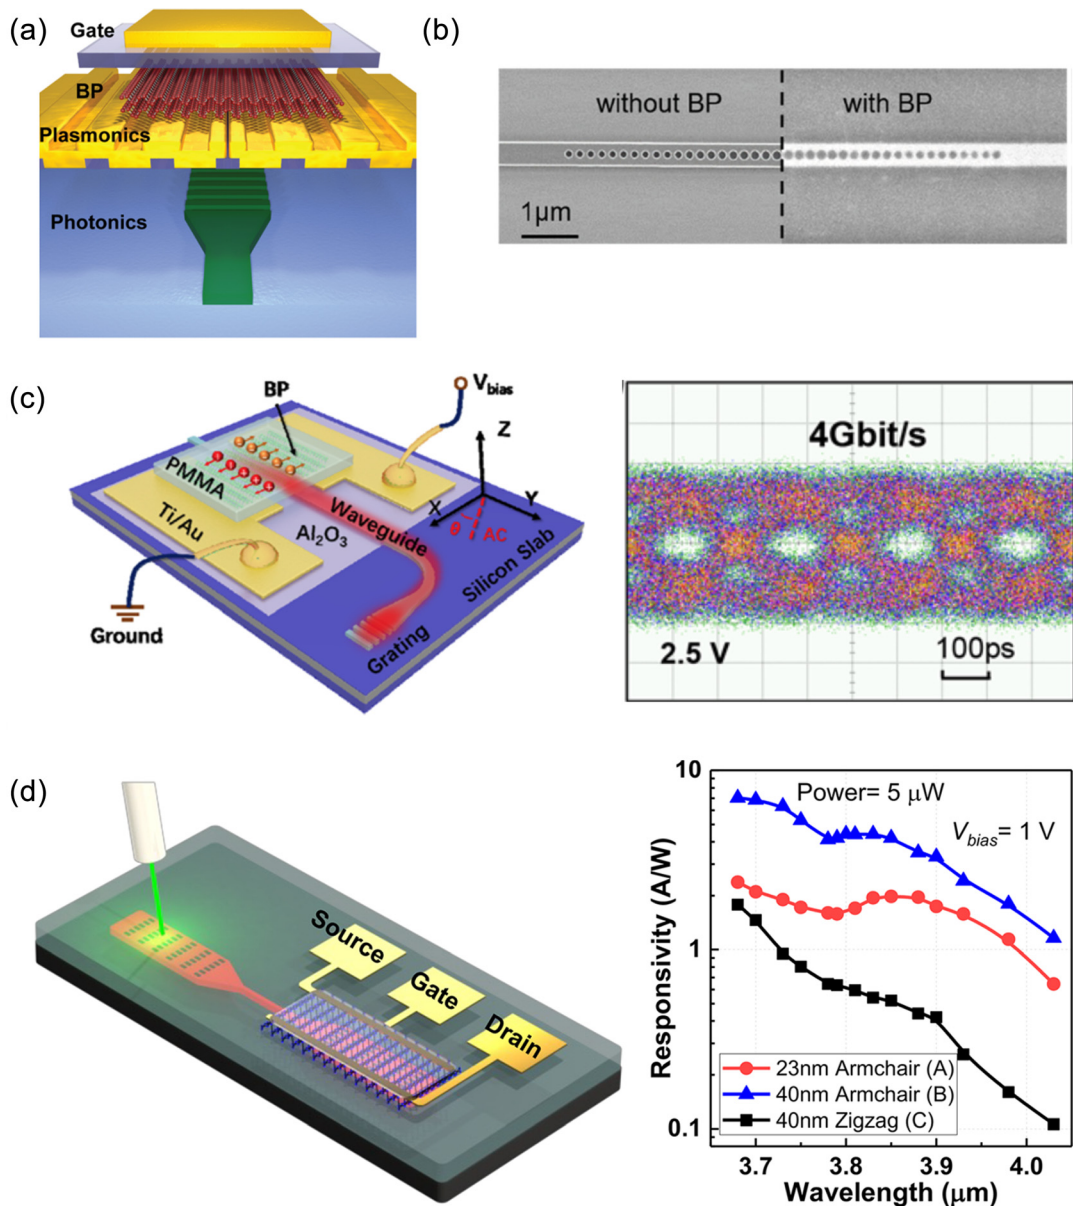 (a)
Gate
BP
Plasmonics
Photonics
(b)
without BP
with BP
1μm
(c)
BP
V_bias
Z
PMMA
Waveguide
X
Y
θ
AC
Ti/Au
Al₂O₃
Silicon Slab
Ground
Grating
4Gbit/s
2.5 V
100ps
(d)
Source
Gate
Drain
10
Power= 5 μW
V_bias= 1 V
Responsivity (A/W)
1
23nm Armchair (A)
40nm Armchair (B)
40nm Zigzag (C)
0.1
3.7 3.8 3.9 4.0
Wavelength (μm)